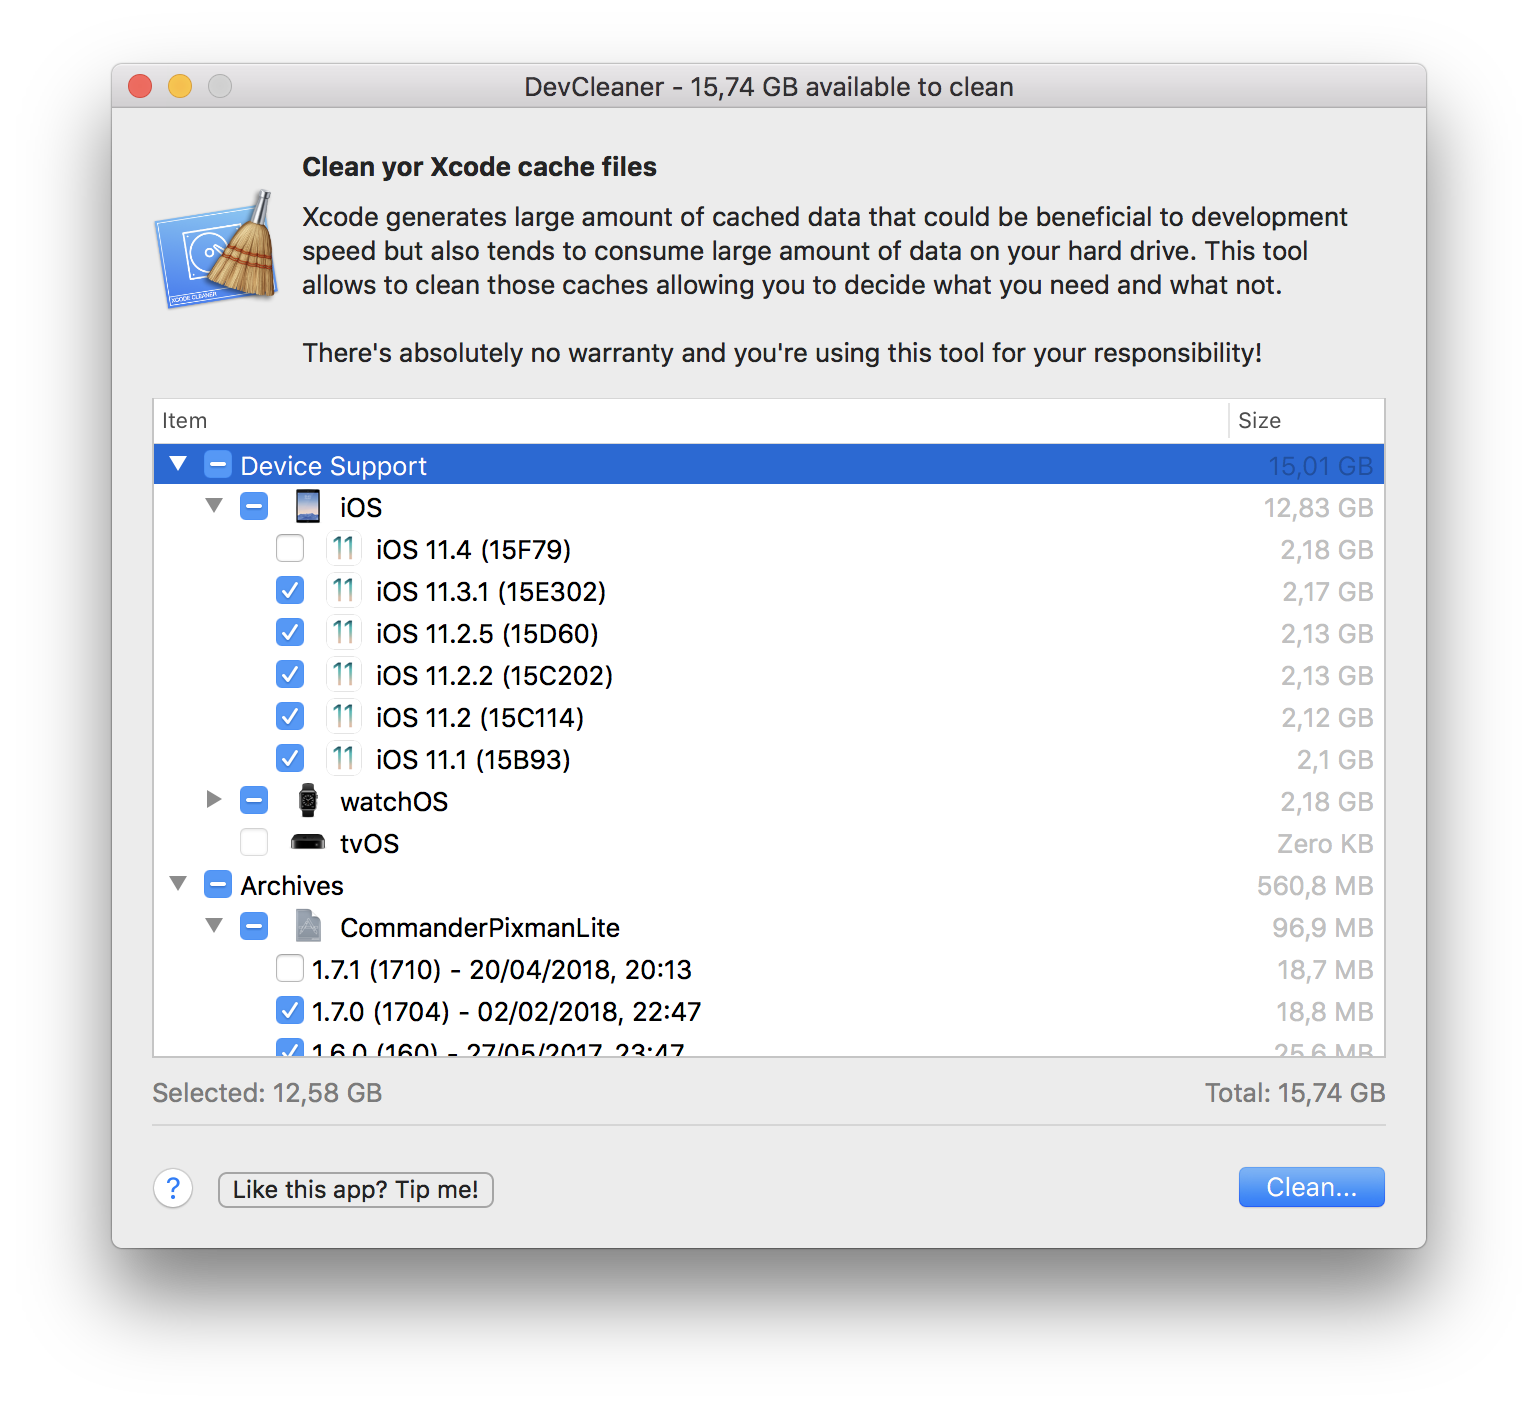 DevCleaner - 15,74 GB available to clean
Clean yor Xcode cache files
Xcode generates large amount of cached data that could be beneficial to development
speed but also tends to consume large amount of data on your hard drive. This tool
allows to clean those caches allowing you to decide what you need and what not.
There's absolutely no warranty and you're using this tool for your responsibility!
XCODE CLEANER
Item Size
Device Support 15,01 GB
iOS 12,83 GB
11 iOS 11.4 (15F79) 2,18 GB
11 iOS 11.3.1 (15E302) 2,17 GB
11 iOS 11.2.5 (15D60) 2,13 GB
11 iOS 11.2.2 (15C202) 2,13 GB
11 iOS 11.2 (15C114) 2,12 GB
11 iOS 11.1 (15B93) 2,1 GB
watchOS 2,18 GB
tvOS Zero KB
Archives 560,8 MB
CommanderPixmanLite 96,9 MB
1.7.1 (1710) - 20/04/2018, 20:13 18,7 MB
1.7.0 (1704) - 02/02/2018, 22:47 18,8 MB
1.6.0 (160) - 27/05/2017, 23:47 25,6 MB
Selected: 12,58 GB Total: 15,74 GB
? Like this app? Tip me! Clean...